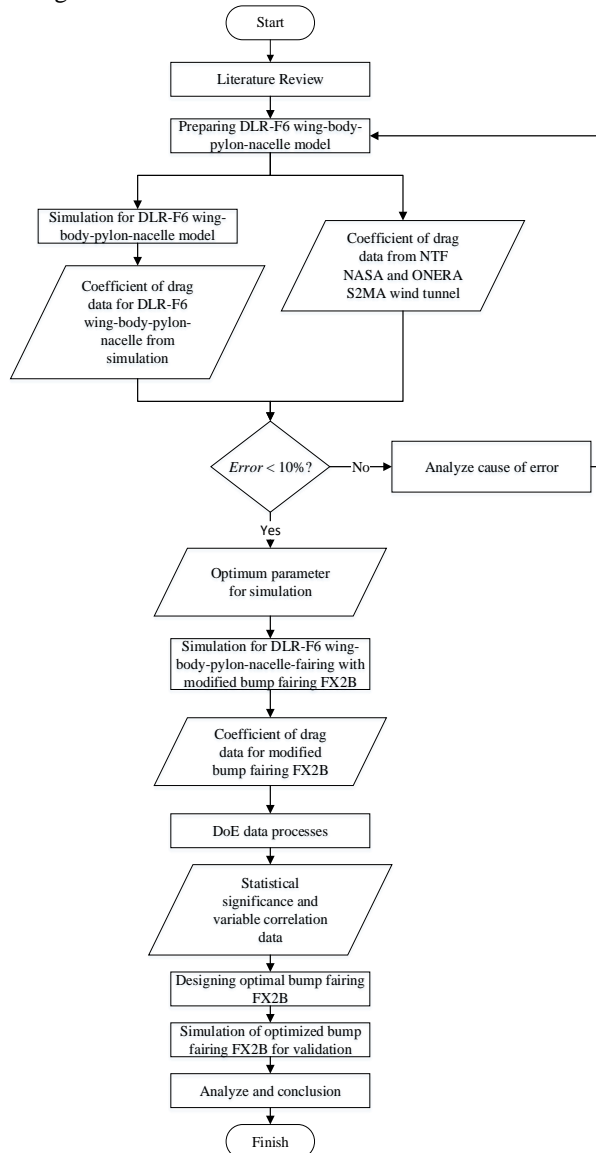 Start
Literature Review
Preparing DLR-F6 wing-body-
pylon-nacelle model
Simulation for DLR-F6 wing-
body-pylon-nacelle model
Coefficient of drag
data for DLR-F6
wing-body-pylon-
nacelle from
simulation
Coefficient of drag
data from NTF
NASA and ONERA
S2MA wind tunnel
Error < 10%?
No
Analyze cause of error
Yes
Optimum parameter
for simulation
Simulation for DLR-F6 wing-
body-pylon-nacelle-fairing with
modified bump fairing FX2B
Coefficient of drag
data for modified
bump fairing FX2B
DoE data processes
Statistical
significance and
variable correlation
data
Designing optimal bump fairing
FX2B
Simulation of optimized bump
fairing FX2B for validation
Analyze and conclusion
Finish